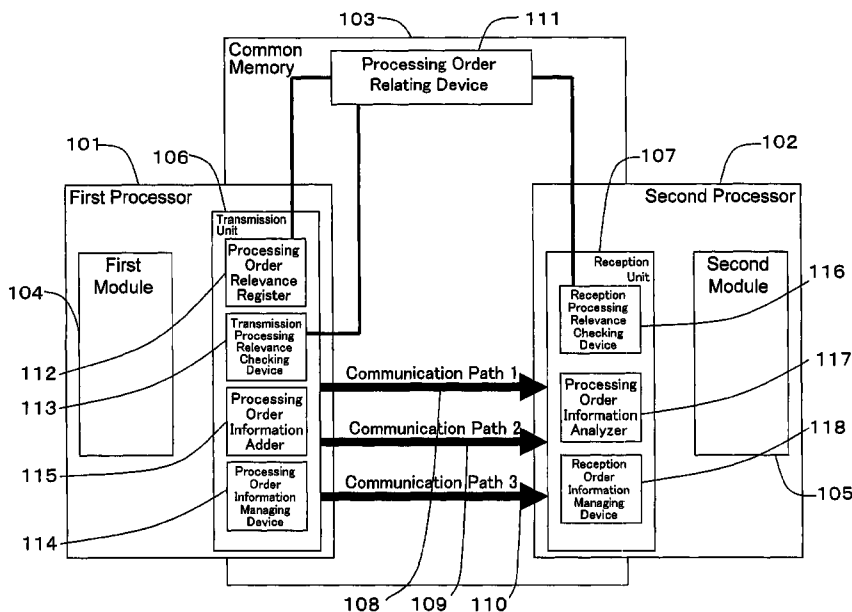 103
111
Common
Memory
Processing Order
Relating Device
101
106
107
102
First Processor
Second Processor
Transmission
Unit
Reception
Unit
First
Module
Second
Module
104
Processing
Order
Relevance
Register
Reception
Processing
Relevance
Checking
Device
116
Transmission
Processing
Relevance
Checking
Device
112
Communication Path 1
117
113
Processing
Order
Information
Adder
Communication Path 2
Processing
Order
Information
Analyzer
118
115
Processing
Order
Information
Managing
Device
Communication Path 3
Reception
Order
Information
Managing
Device
105
114
108
109
110